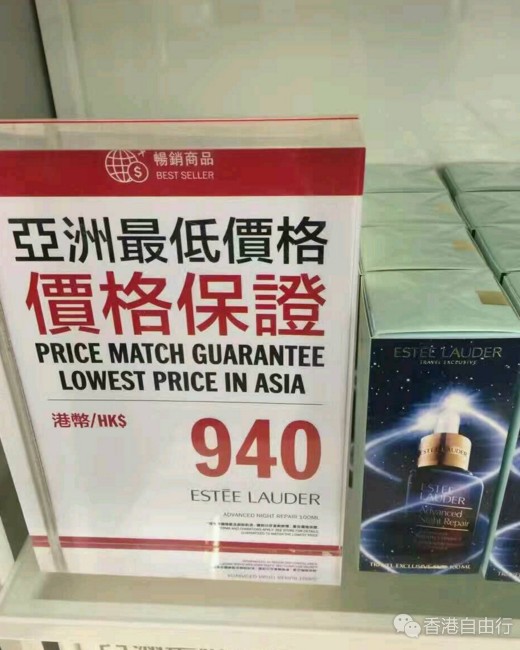 暢銷商品
BEST SELLER
亞洲最低價格
價格保證
PRICE MATCH GUARANTEE
LOWEST PRICE IN ASIA
港幣/HK$
940
ESTĒE LAUDER
ADVANCED NIGHT REPAIR 100ML
ESTĒE LAUDER
TRAVEL EXCLUSIVE
ESTĒE
LAUDER
Advanced
Night Repair
香港自由行